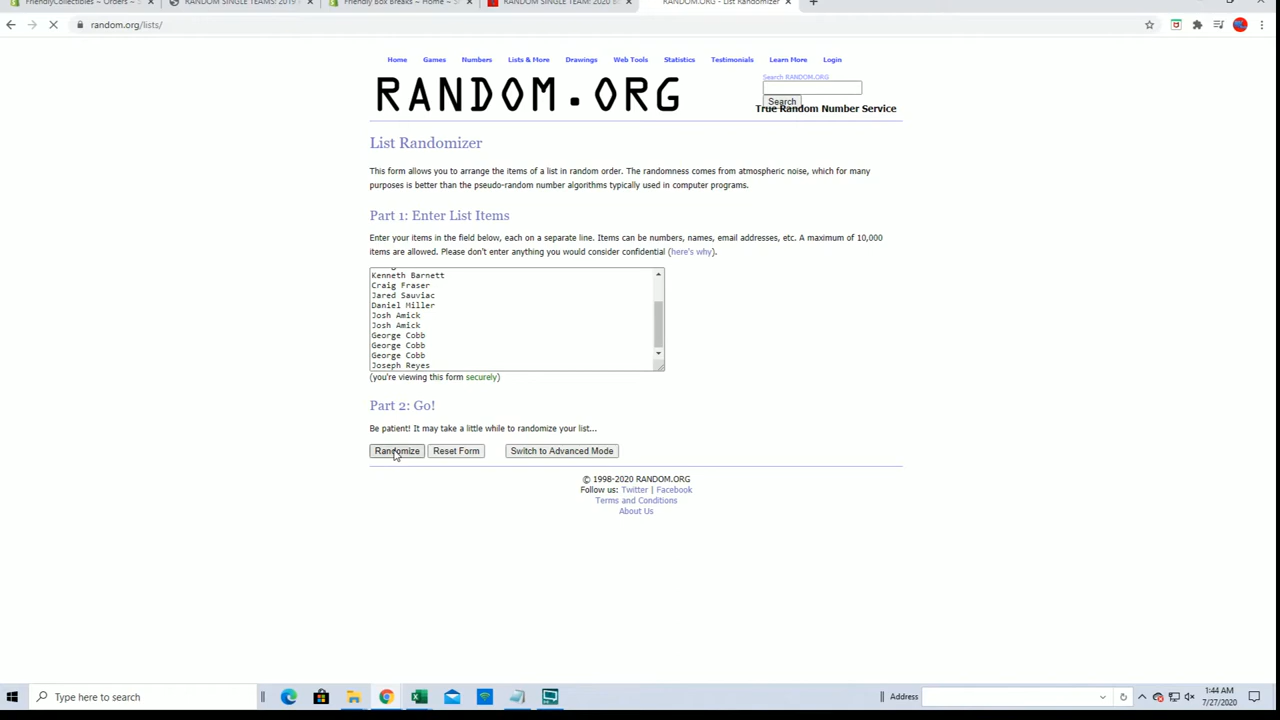 FriendlyCollectibles ~ Orders ~ S
RANDOM SINGLE TEAMS: 2019
Friendly Box Breaks – Home – S
RANDOM SINGLE TEAM: 2020 B
RANDOM.ORG - List Randomizer
random.org/lists/
Home Games Numbers Lists & More Drawings Web Tools Statistics Testimonials Learn More Login
RANDOM.ORG
Search RANDOM.ORG
Search
True Random Number Service
List Randomizer
This form allows you to arrange the items of a list in random order. The randomness comes from atmospheric noise, which for many
purposes is better than the pseudo-random number algorithms typically used in computer programs.
Part 1: Enter List Items
Enter your items in the field below, each on a separate line. Items can be numbers, names, email addresses, etc. A maximum of 10,000
items are allowed. Please don't enter anything you would consider confidential (here's why).
Kenneth Barnett
Craig Fraser
Jared Sauviac
Daniel Miller
Josh Amick
Josh Amick
George Cobb
George Cobb
George Cobb
Joseph Reyes
(you're viewing this form securely)
Part 2: Go!
Be patient! It may take a little while to randomize your list...
Randomize Reset Form Switch to Advanced Mode
© 1998-2020 RANDOM.ORG
Follow us: Twitter | Facebook
Terms and Conditions
About Us
Type here to search
Address
1:44 AM
7/27/2020